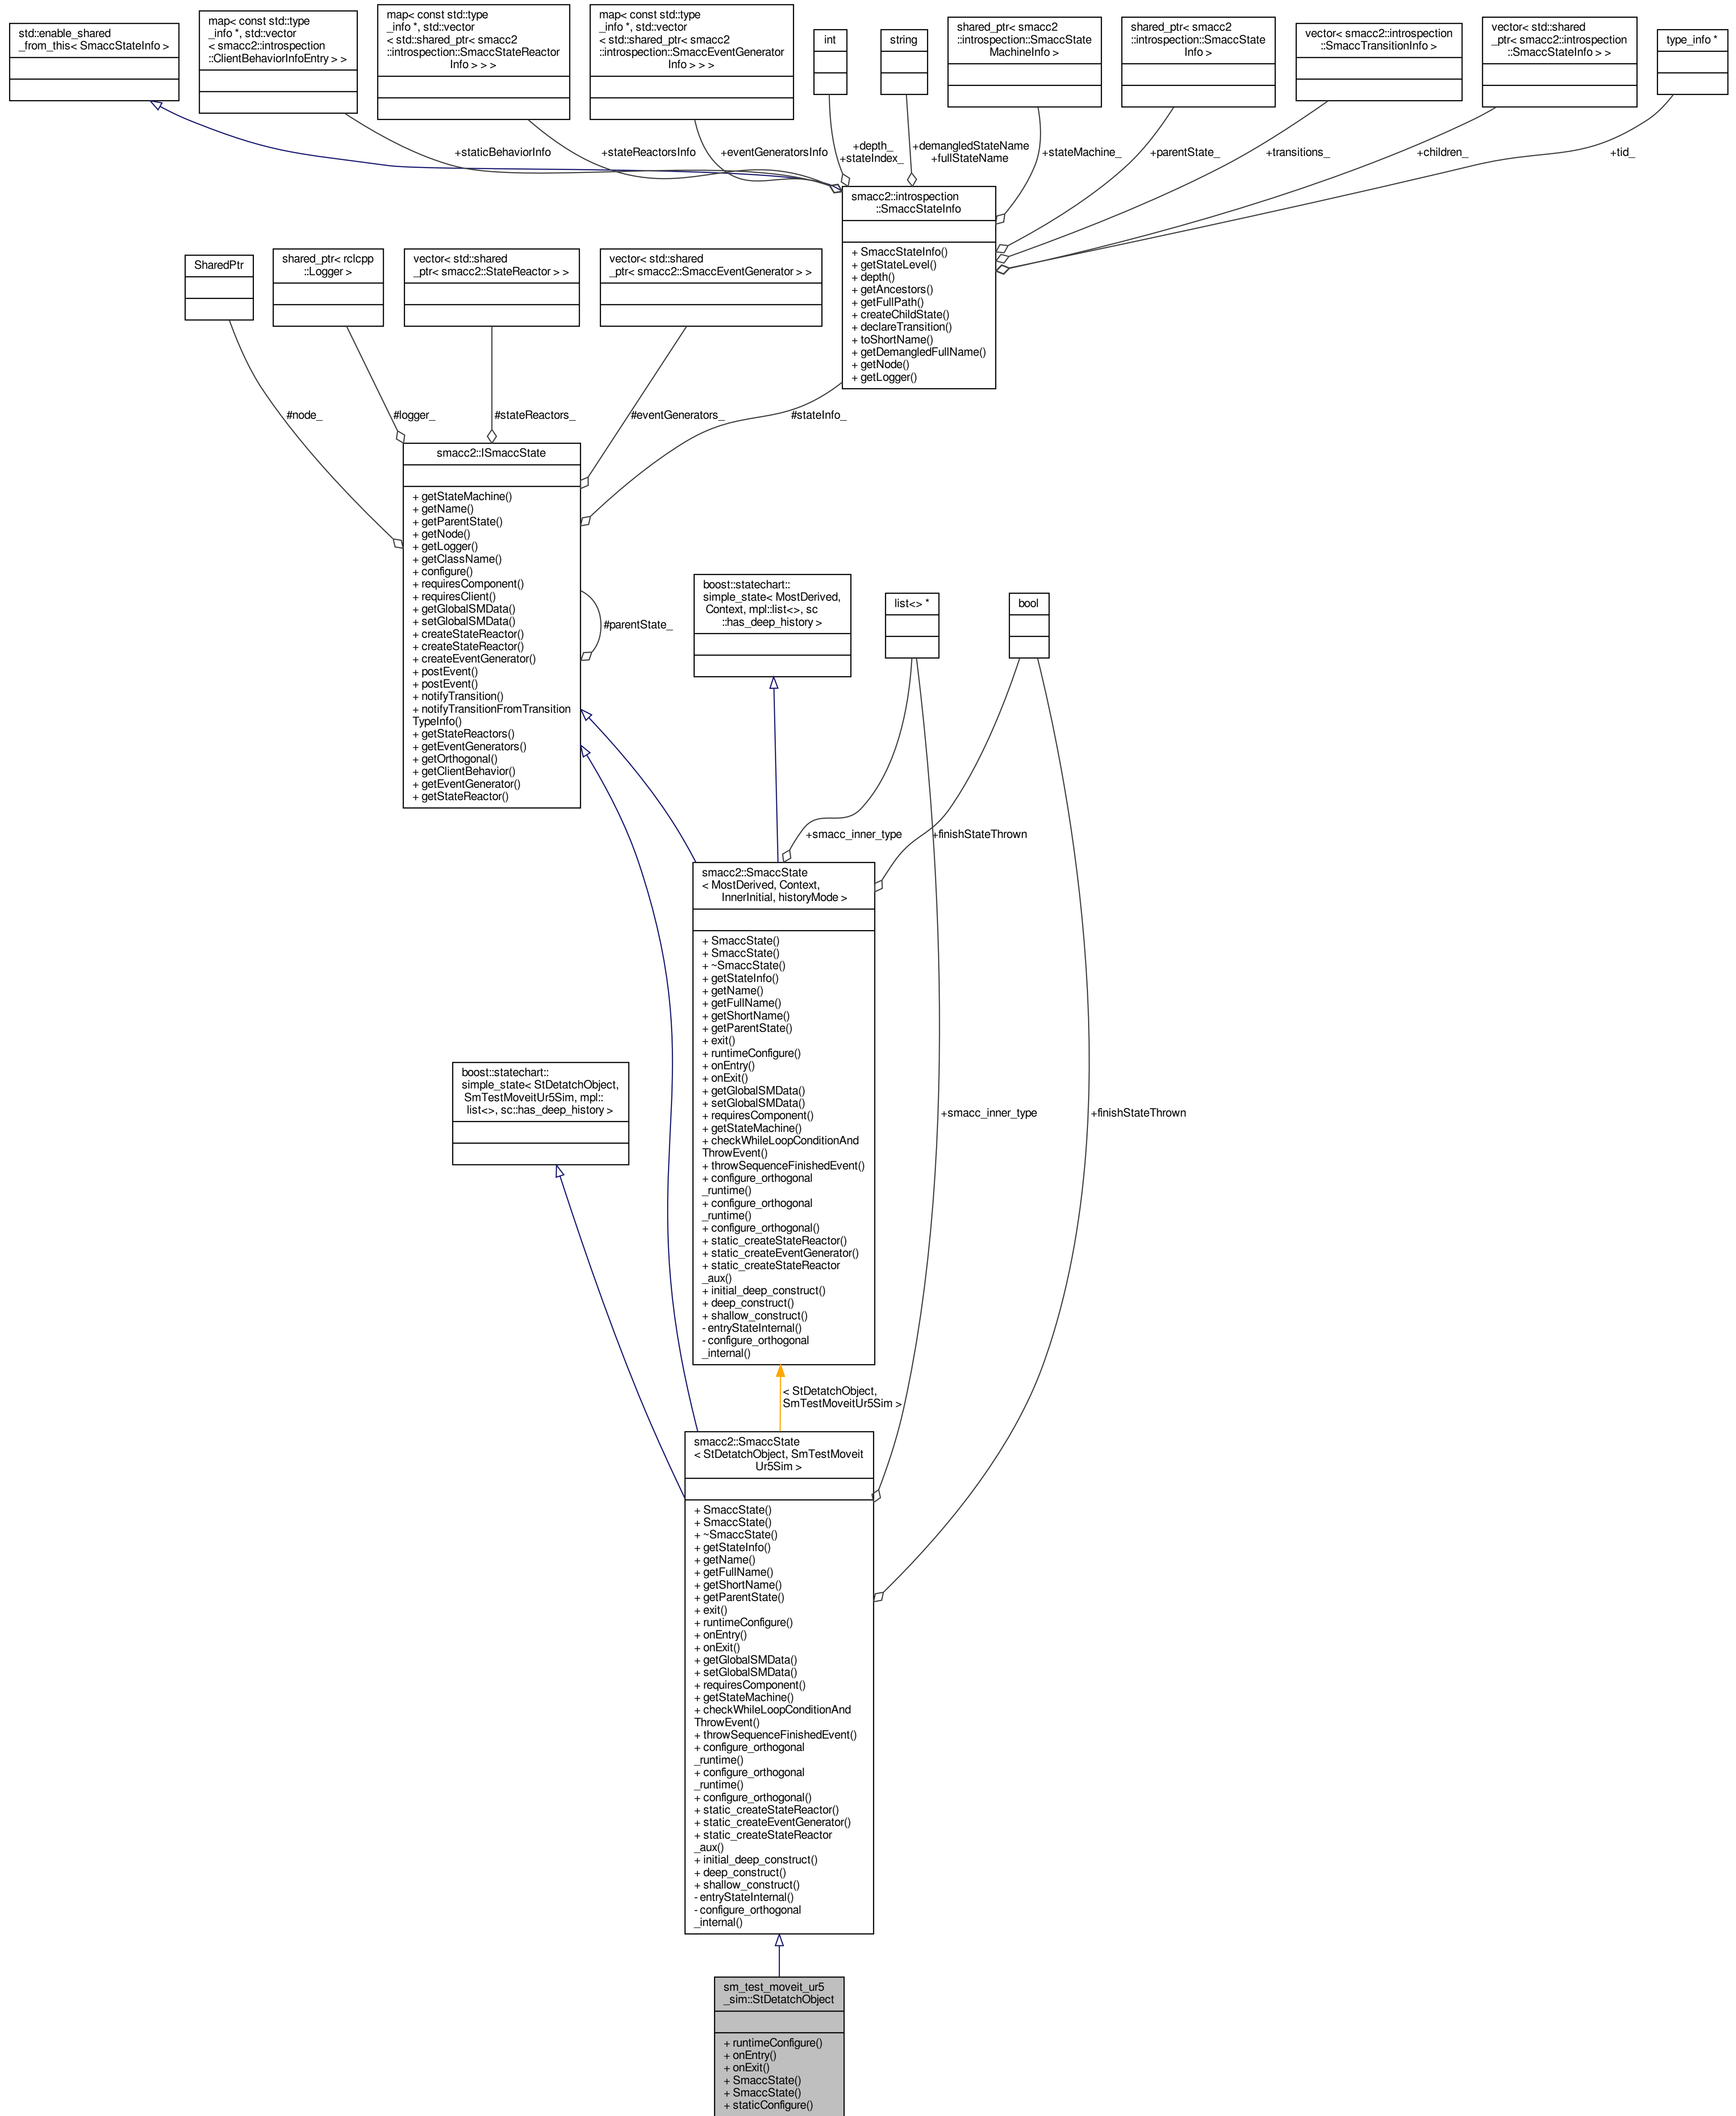 std::enable_shared
_from_this< SmaccStateInfo >
map< const std::type
_info *, std::vector
< smacc2::introspection
::ClientBehaviorInfoEntry > >
map< const std::type
_info *, std::vector
< std::shared_ptr< smacc2
::introspection::SmaccStateReactor
Info > > >
map< const std::type
_info *, std::vector
< std::shared_ptr< smacc2
::introspection::SmaccEventGenerator
Info > > >
int
string
shared_ptr< smacc2
::introspection::SmaccState
MachineInfo >
shared_ptr< smacc2
::introspection::SmaccState
Info >
vector< smacc2::introspection
::SmaccTransitionInfo >
vector< std::shared
_ptr< smacc2::introspection
::SmaccStateInfo > >
type_info *
+staticBehaviorInfo
+stateReactorsInfo
+eventGeneratorsInfo
+depth_
+stateIndex_
+demangledStateName
+fullStateName
+stateMachine_
+parentState_
+transitions_
+children_
+tid_
smacc2::introspection
::SmaccStateInfo
+ SmaccStateInfo()
+ getStateLevel()
+ depth()
+ getAncestors()
+ getFullPath()
+ createChildState()
+ declareTransition()
+ toShortName()
+ getDemangledFullName()
+ getNode()
+ getLogger()
SharedPtr
shared_ptr< rclcpp
::Logger >
vector< std::shared
_ptr< smacc2::StateReactor > >
vector< std::shared
_ptr< smacc2::SmaccEventGenerator > >
#node_
#logger_
#stateReactors_
#eventGenerators_
#stateInfo_
smacc2::ISmaccState
+ getStateMachine()
+ getName()
+ getParentState()
+ getNode()
+ getLogger()
+ getClassName()
+ configure()
+ requiresComponent()
+ requiresClient()
+ getGlobalSMData()
+ setGlobalSMData()
+ createStateReactor()
+ createStateReactor()
+ createEventGenerator()
+ postEvent()
+ postEvent()
+ notifyTransition()
+ notifyTransitionFromTransition
TypeInfo()
+ getStateReactors()
+ getEventGenerators()
+ getOrthogonal()
+ getClientBehavior()
+ getEventGenerator()
+ getStateReactor()
#parentState_
boost::statechart::
simple_state< MostDerived,
Context, mpl::list<>, sc
::has_deep_history >
list<> *
bool
+smacc_inner_type
+finishStateThrown
smacc2::SmaccState
< MostDerived, Context,
InnerInitial, historyMode >
+ SmaccState()
+ SmaccState()
+ ~SmaccState()
+ getStateInfo()
+ getName()
+ getFullName()
+ getShortName()
+ getParentState()
+ exit()
+ runtimeConfigure()
+ onEntry()
+ onExit()
+ getGlobalSMData()
+ setGlobalSMData()
+ requiresComponent()
+ getStateMachine()
+ checkWhileLoopConditionAnd
ThrowEvent()
+ throwSequenceFinishedEvent()
+ configure_orthogonal
_runtime()
+ configure_orthogonal
_runtime()
+ configure_orthogonal()
+ static_createStateReactor()
+ static_createEventGenerator()
+ static_createStateReactor
_aux()
+ initial_deep_construct()
+ deep_construct()
+ shallow_construct()
- entryStateInternal()
- configure_orthogonal
_internal()
boost::statechart::
simple_state< StDetatchObject,
SmTestMoveitUr5Sim, mpl::
list<>, sc::has_deep_history >
+smacc_inner_type
+finishStateThrown
< StDetatchObject,
SmTestMoveitUr5Sim >
smacc2::SmaccState
< StDetatchObject, SmTestMoveit
Ur5Sim >
+ SmaccState()
+ SmaccState()
+ ~SmaccState()
+ getStateInfo()
+ getName()
+ getFullName()
+ getShortName()
+ getParentState()
+ exit()
+ runtimeConfigure()
+ onEntry()
+ onExit()
+ getGlobalSMData()
+ setGlobalSMData()
+ requiresComponent()
+ getStateMachine()
+ checkWhileLoopConditionAnd
ThrowEvent()
+ throwSequenceFinishedEvent()
+ configure_orthogonal
_runtime()
+ configure_orthogonal
_runtime()
+ configure_orthogonal()
+ static_createStateReactor()
+ static_createEventGenerator()
+ static_createStateReactor
_aux()
+ initial_deep_construct()
+ deep_construct()
+ shallow_construct()
- entryStateInternal()
- configure_orthogonal
_internal()
sm_test_moveit_ur5
_sim::StDetatchObject
+ runtimeConfigure()
+ onEntry()
+ onExit()
+ SmaccState()
+ SmaccState()
+ staticConfigure()